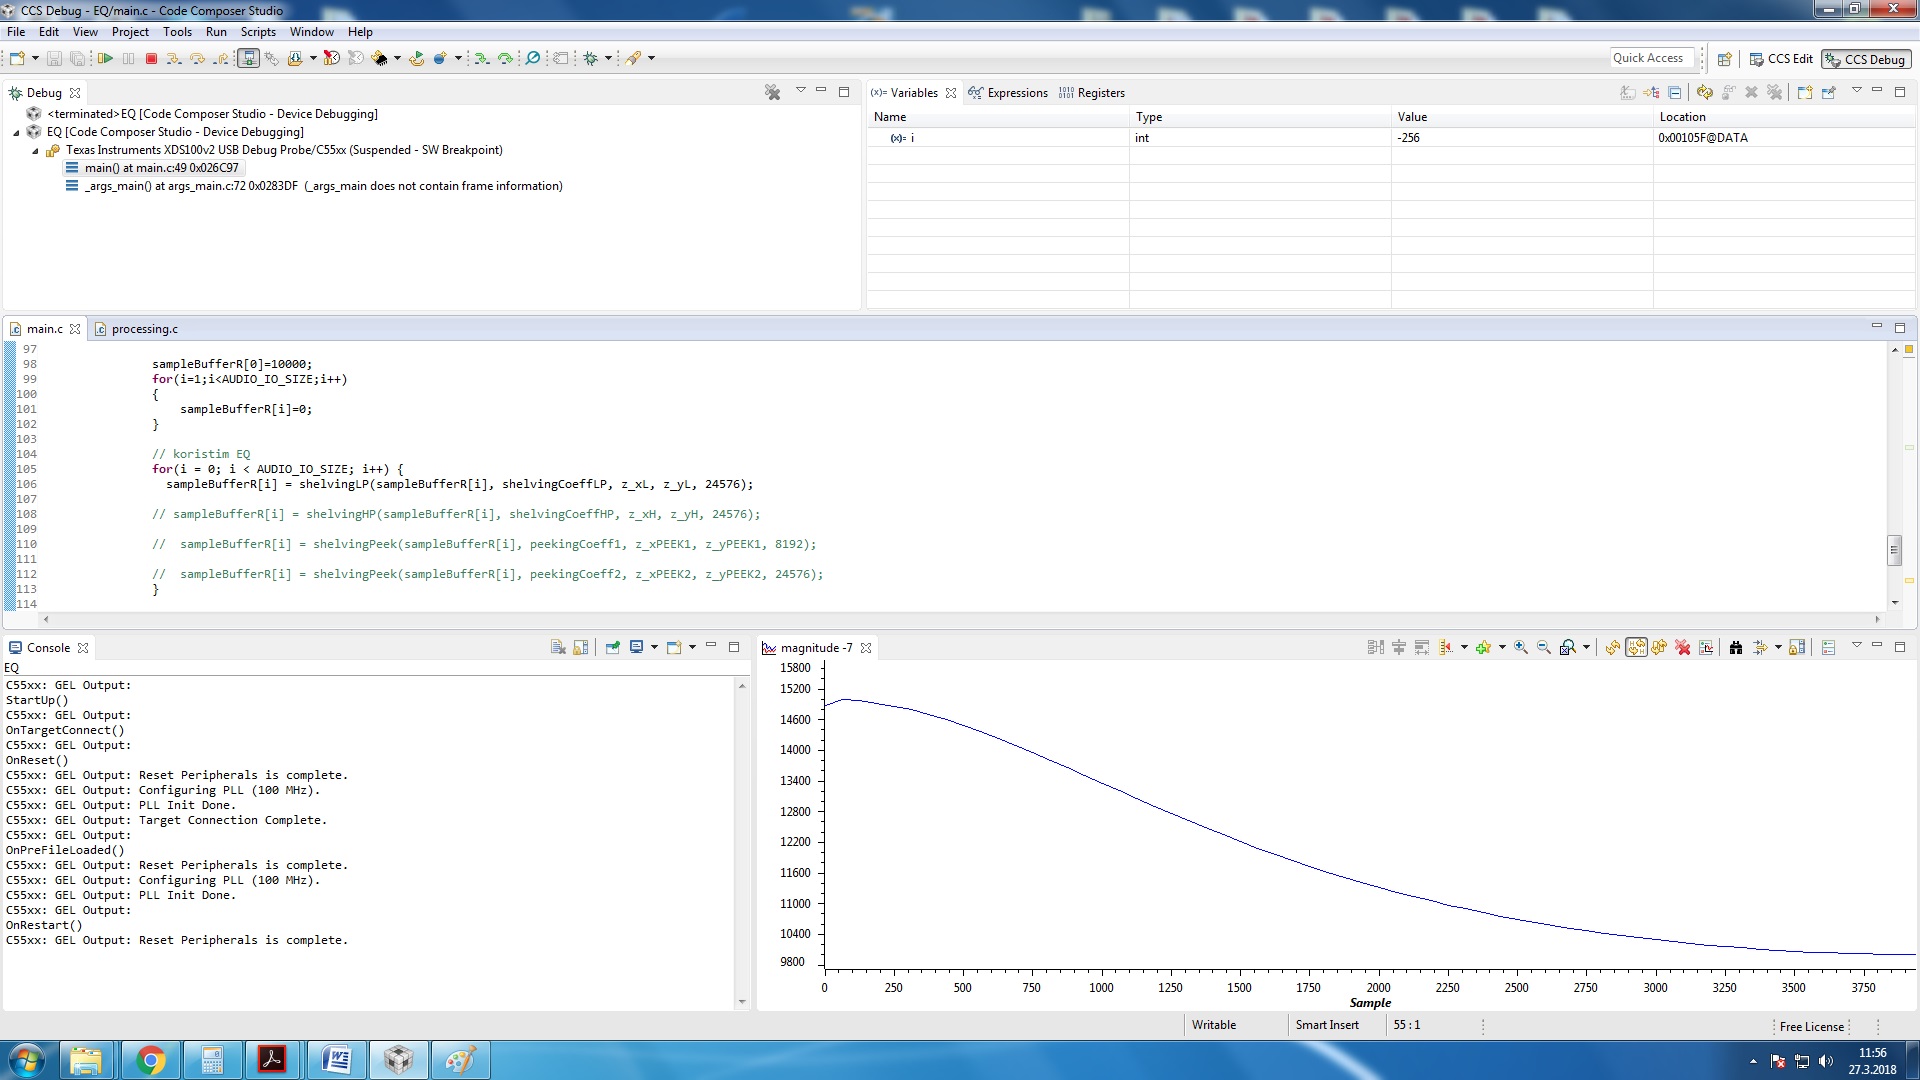 CCS Debug - EQ/main.c - Code Composer Studio
File Edit View Project Tools Run Scripts Window Help
Quick Access CCS Edit CCS Debug
Debug
<terminated>EQ [Code Composer Studio - Device Debugging]
EQ [Code Composer Studio - Device Debugging]
Texas Instruments XDS100v2 USB Debug Probe/C55xx (Suspended - SW Breakpoint)
main() at main.c:49 0x026C97
_args_main() at args_main.c:72 0x0283DF (_args_main does not contain frame information)
(x)= Variables Expressions 1010 0101 Registers
Name Type Value Location
(x)= i int -256 0x00105F@DATA
main.c processing.c
97
98 sampleBufferR[0]=10000;
99 for(i=1;i<AUDIO_IO_SIZE;i++)
100 {
101 sampleBufferR[i]=0;
102 }
103
104 // koristim EQ
105 for(i = 0; i < AUDIO_IO_SIZE; i++) {
106 sampleBufferR[i] = shelvingLP(sampleBufferR[i], shelvingCoeffLP, z_xL, z_yL, 24576);
107
108 // sampleBufferR[i] = shelvingHP(sampleBufferR[i], shelvingCoeffHP, z_xH, z_yH, 24576);
109
110 // sampleBufferR[i] = shelvingPeek(sampleBufferR[i], peekingCoeff1, z_xPEEK1, z_yPEEK1, 8192);
111
112 // sampleBufferR[i] = shelvingPeek(sampleBufferR[i], peekingCoeff2, z_xPEEK2, z_yPEEK2, 24576);
113 }
114
Console
EQ
C55xx: GEL Output:
StartUp()
C55xx: GEL Output:
OnTargetConnect()
C55xx: GEL Output:
OnReset()
C55xx: GEL Output: Reset Peripherals is complete.
C55xx: GEL Output: Configuring PLL (100 MHz).
C55xx: GEL Output: PLL Init Done.
C55xx: GEL Output: Target Connection Complete.
C55xx: GEL Output:
OnPreFileLoaded()
C55xx: GEL Output: Reset Peripherals is complete.
C55xx: GEL Output: Configuring PLL (100 MHz).
C55xx: GEL Output: PLL Init Done.
C55xx: GEL Output:
OnRestart()
C55xx: GEL Output: Reset Peripherals is complete.
magnitude -7
15800
15200
14600
14000
13400
12800
12200
11600
11000
10400
9800
0 250 500 750 1000 1250 1500 1750 2000 2250 2500 2750 3000 3250 3500 3750
Sample
Writable Smart Insert 55 : 1 Free License
11:56
27.3.2018